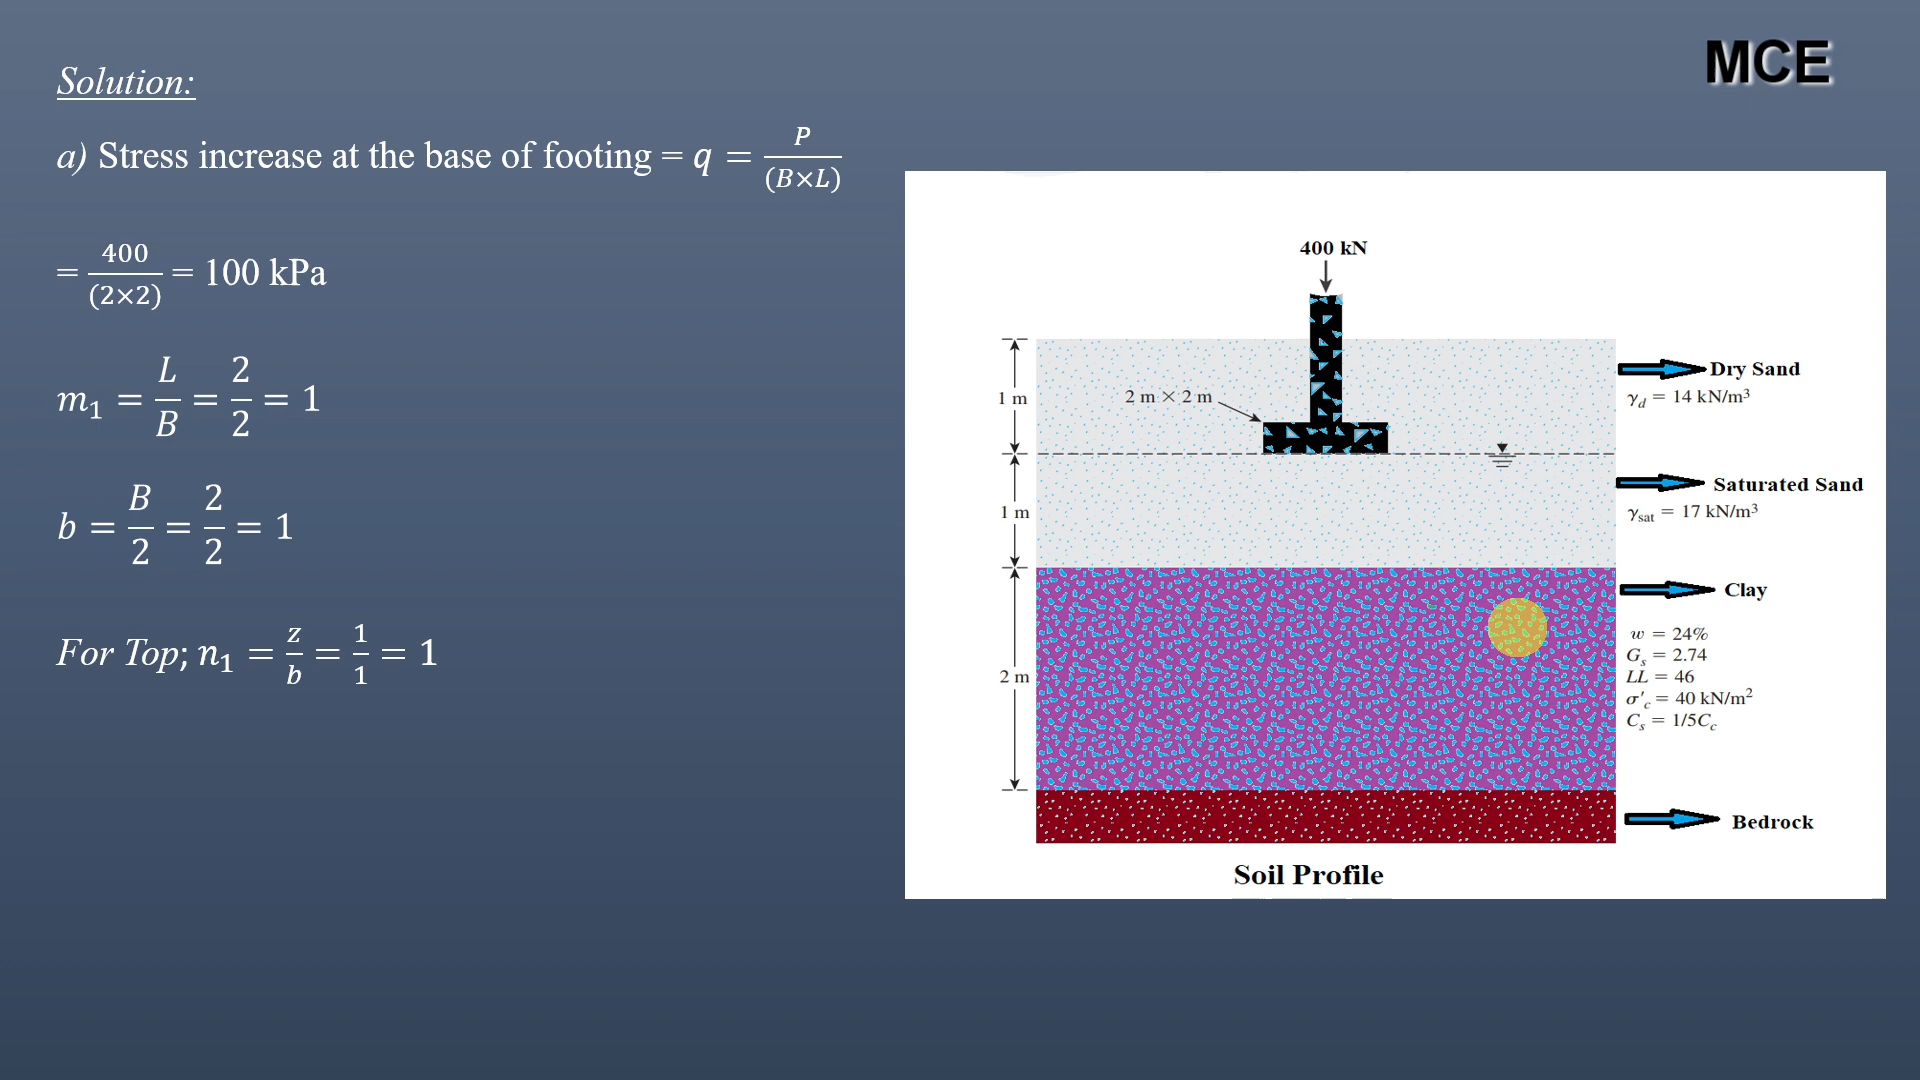 MCE
Solution:
a) Stress increase at the base of footing = q = P/(B×L)
= 400/(2×2) = 100 kPa
m₁ = L/B = 2/2 = 1
b = B/2 = 2/2 = 1
For Top; n₁ = z/b = 1/1 = 1
400 kN
1 m
2 m × 2 m
Dry Sand
γd = 14 kN/m³
1 m
Saturated Sand
γsat = 17 kN/m³
2 m
Clay
w = 24%
Gs = 2.74
LL = 46
σ'c = 40 kN/m²
Cs = 1/5Cc
Bedrock
Soil Profile